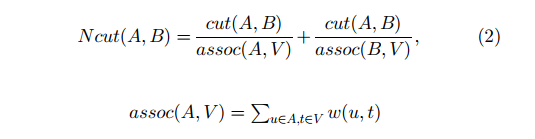 Ncut(A, B) = cut(A, B)/assoc(A, V) + cut(A, B)/assoc(B, V), (2)
assoc(A, V) = ∑u∈A,t∈V w(u, t)